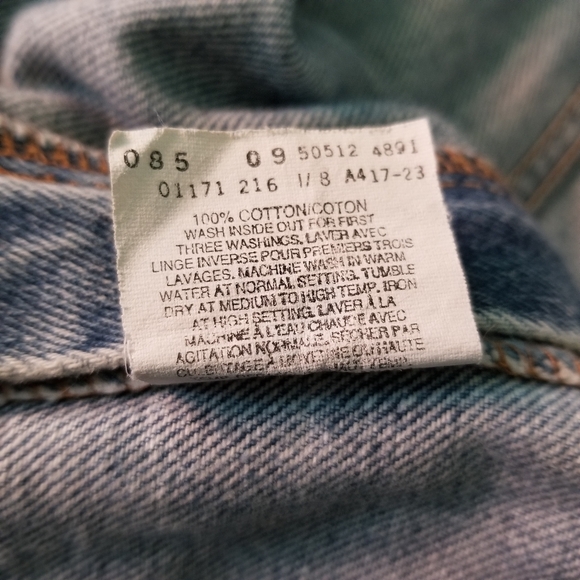 085 09 50512 4891
01171 216 1/8 A417-23
100% COTTON/COTON
WASH INSIDE OUT FOR FIRST
THREE WASHINGS. LAVER AVEC
LINGE INVERSE POUR PREMIERS TROIS
LAVAGES. MACHINE WASH IN WARM
WATER AT NORMAL SETTING. TUMBLE
DRY AT MEDIUM TO HIGH TEMP. IRON
AT HIGH SETTING. LAVER À LA
MACHINE À L'EAU CHAUDE AVEC
AGITATION NORMALE. SÉCHER PAR